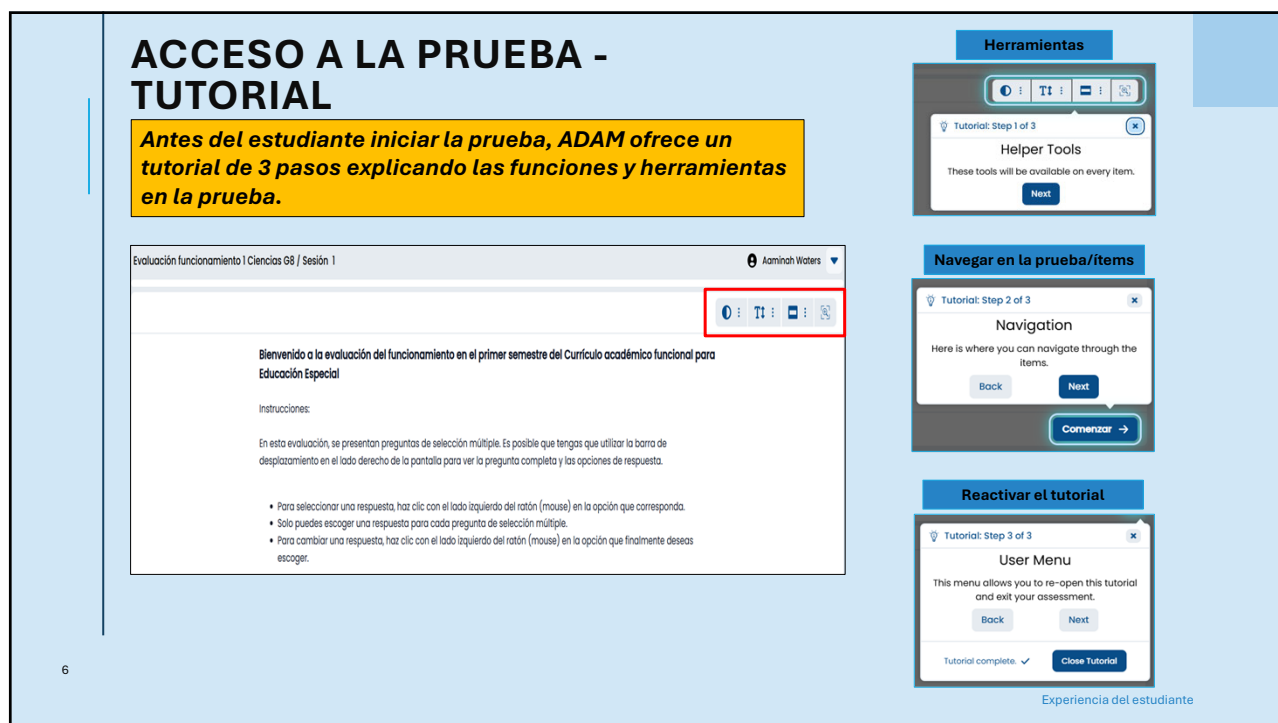 ACCESO A LA PRUEBA -
TUTORIAL
Antes del estudiante iniciar la prueba, ADAM ofrece un
tutorial de 3 pasos explicando las funciones y herramientas
en la prueba.
Evaluación funcionamiento 1 Ciencias G8 / Sesión 1
Aaminah Waters
Bienvenido a la evaluación del funcionamiento en el primer semestre del Currículo académico funcional para
Educación Especial
Instrucciones:
En esta evaluación, se presentan preguntas de selección múltiple. Es posible que tengas que utilizar la barra de
desplazamiento en el lado derecho de la pantalla para ver la pregunta completa y las opciones de respuesta.
• Para seleccionar una respuesta, haz clic con el lado izquierdo del ratón (mouse) en la opción que corresponda.
• Solo puedes escoger una respuesta para cada pregunta de selección múltiple.
• Para cambiar una respuesta, haz clic con el lado izquierdo del ratón (mouse) en la opción que finalmente deseas
escoger.
Herramientas
Tutorial: Step 1 of 3
Helper Tools
These tools will be available on every item.
Next
Navegar en la prueba/ítems
Tutorial: Step 2 of 3
Navigation
Here is where you can navigate through the
items.
Back Next
Comenzar →
Reactivar el tutorial
Tutorial: Step 3 of 3
User Menu
This menu allows you to re-open this tutorial
and exit your assessment.
Back Next
Tutorial complete. ✓ Close Tutorial
6
Experiencia del estudiante